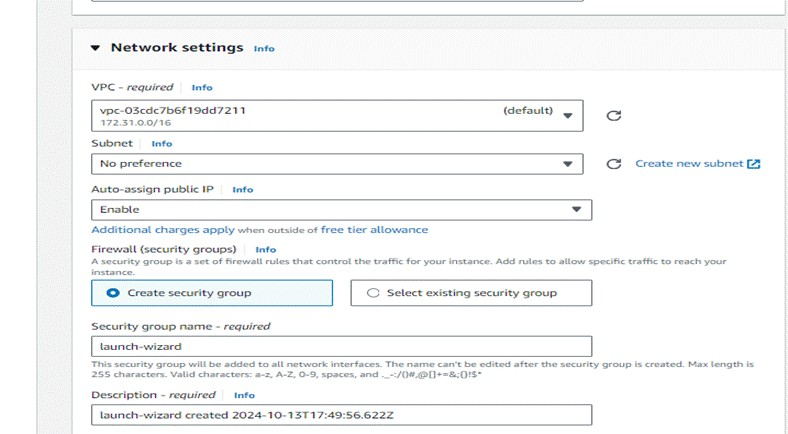 Network settings Info
VPC - required Info
vpc-03cdc7b6f19dd7211 (default)
172.31.0.0/16
Subnet Info
No preference Create new subnet
Auto-assign public IP Info
Enable
Additional charges apply when outside of free tier allowance
Firewall (security groups) Info
A security group is a set of firewall rules that control the traffic for your instance. Add rules to allow specific traffic to reach your
instance.
Create security group Select existing security group
Security group name - required
launch-wizard
This security group will be added to all network interfaces. The name can't be edited after the security group is created. Max length is
255 characters. Valid characters: a-z, A-Z, 0-9, spaces, and ._-:/()#,@[]+=&;{}!$*
Description - required Info
launch-wizard created 2024-10-13T17:49:56.622Z